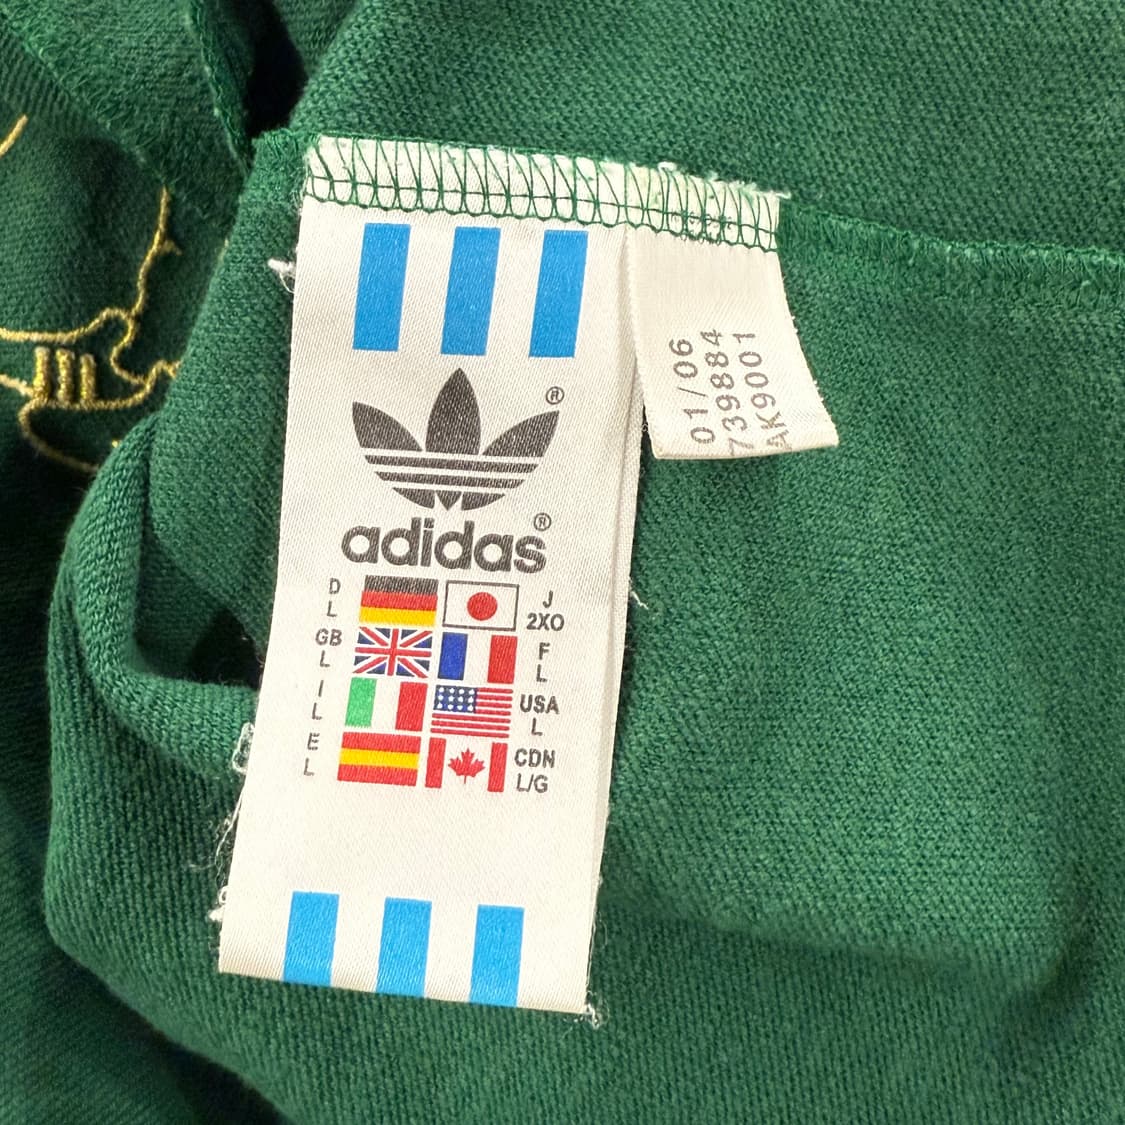 ®
adidas®
D
L
J
2XO
GB
L
F
L
I
L
USA
L
E
L
CDN
L/G
01/06
739884
AK9001